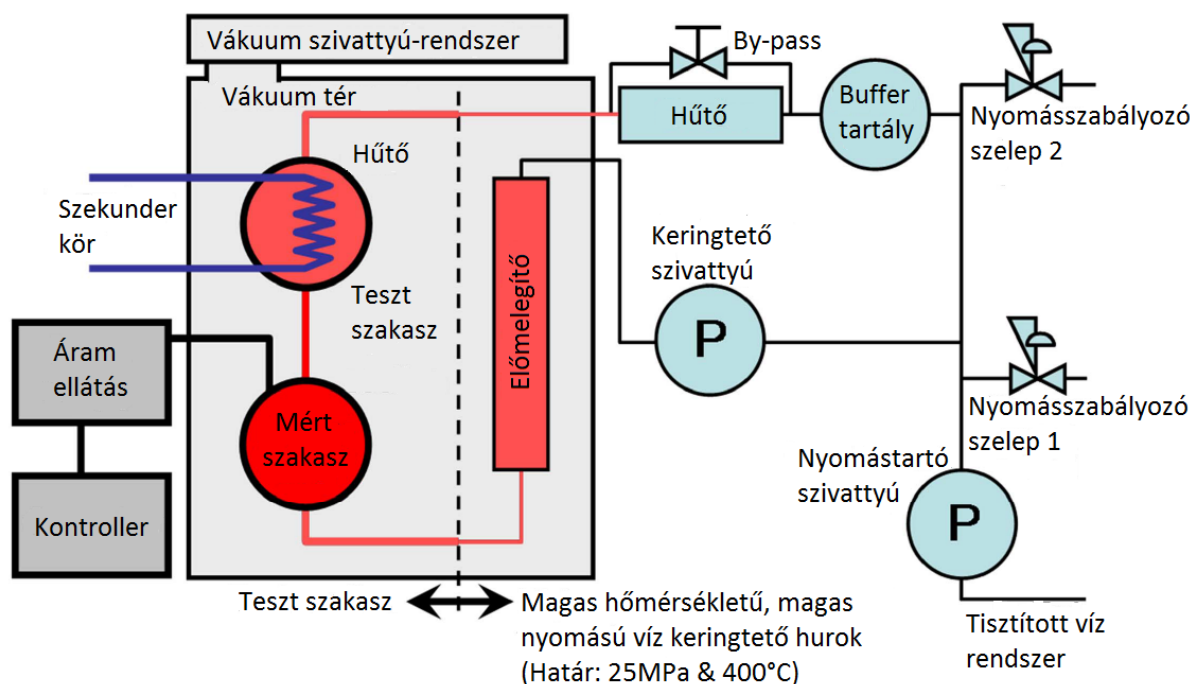 Vákuum szivattyú-rendszer
By-pass
Vákuum tér
Hűtő
Buffer
tartály
Nyomásszabályozó
szelep 2
Hűtő
Szekunder
kör
Keringtető
szivattyú
Előmelegítő
Teszt
szakasz
P
Áram
ellátás
Mért
szakasz
Nyomásszabályozó
szelep 1
Nyomástartó
szivattyú
Kontroller
P
Teszt szakasz
Magas hőmérsékletű, magas
nyomású víz keringtető hurok
(Határ: 25MPa & 400°C)
Tisztított víz
rendszer